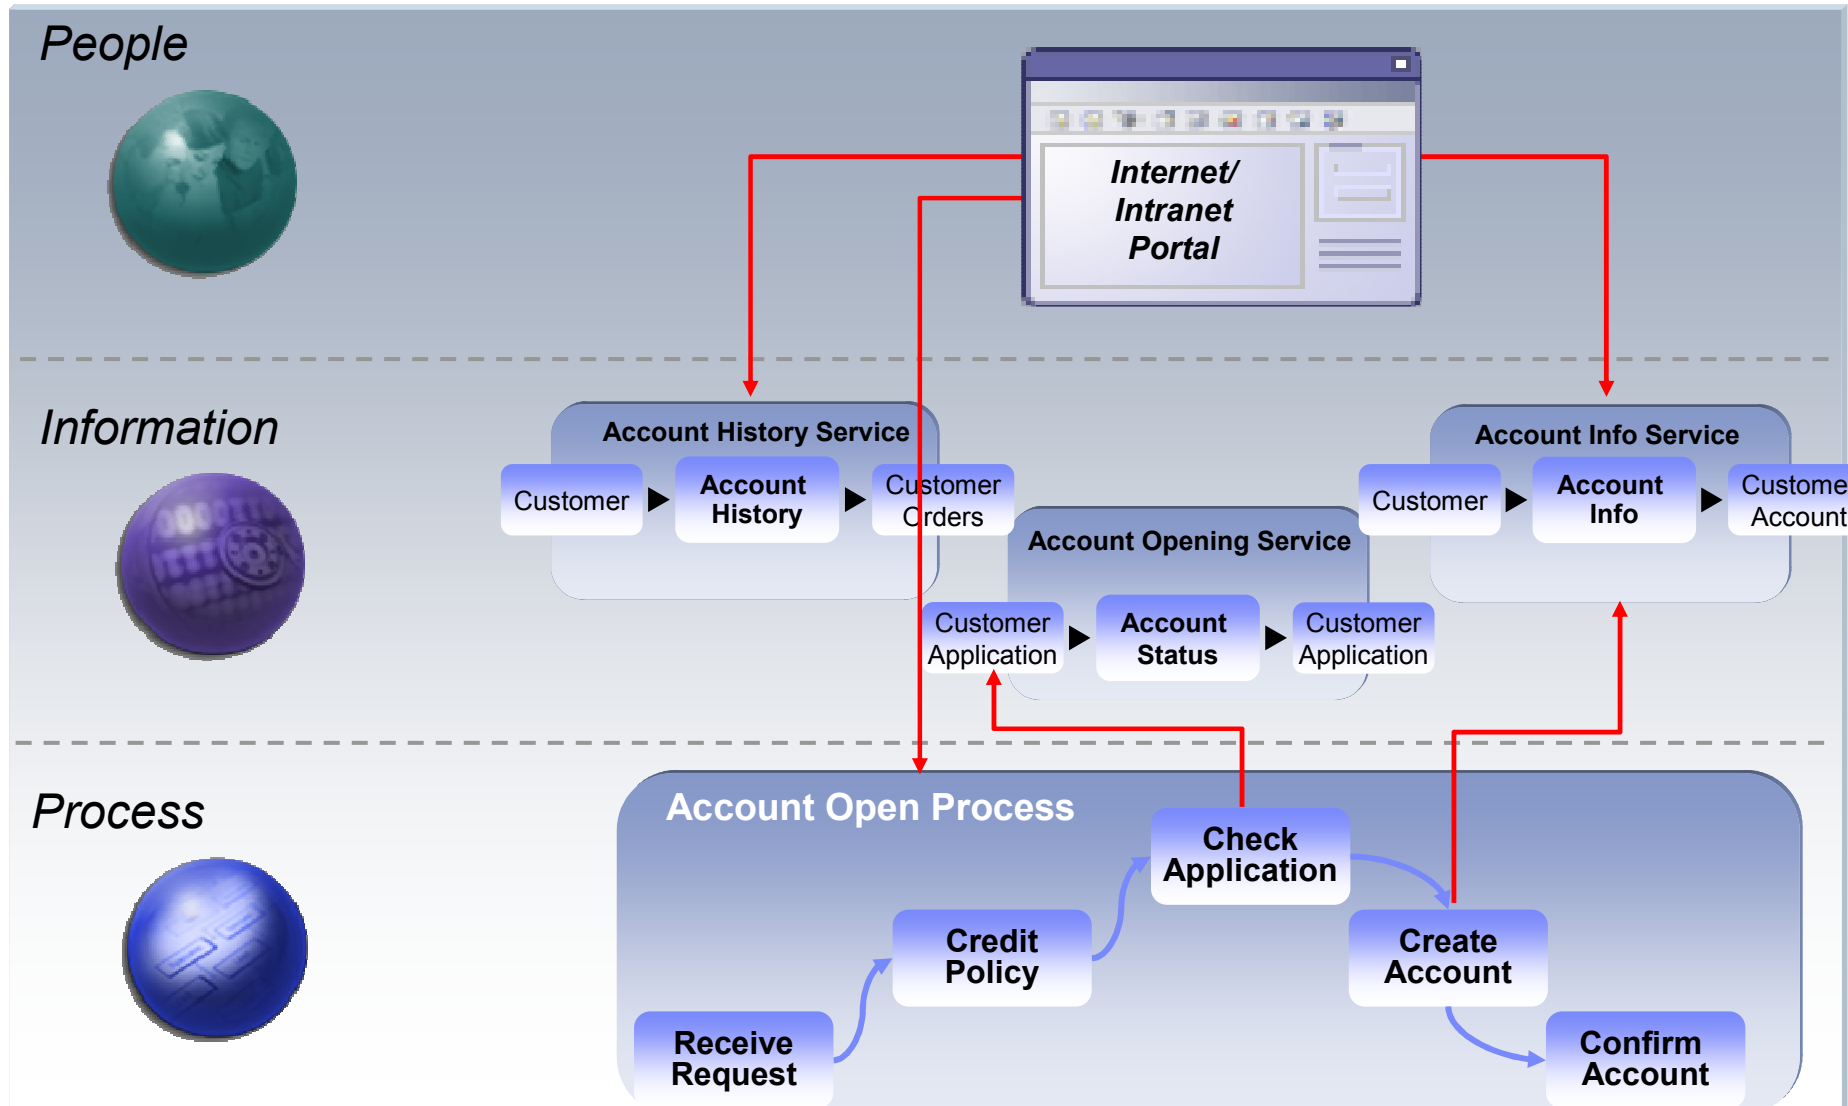 People
Internet/
Intranet
Portal
Information
Account History Service
Customer
Account
History
Customer
Orders
Account Opening Service
Customer
Application
Account
Status
Customer
Application
Account Info Service
Customer
Account
Info
Custome
Account
Process
Account Open Process
Receive
Request
Credit
Policy
Check
Application
Create
Account
Confirm
Account